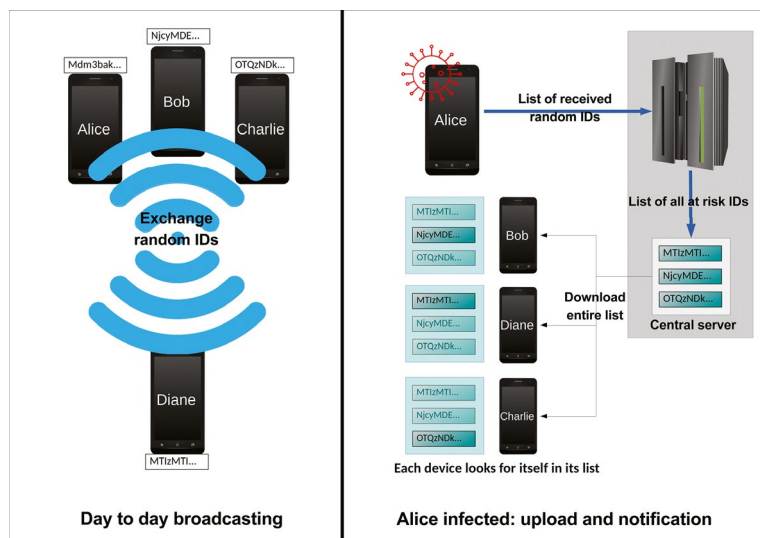 NjcyMDE...
Mdm3bak...
OTQzNDk...
Bob
Alice
Charlie
Exchange
random IDs
Diane
MTIzMTI...
Day to day broadcasting
Alice
List of received
random IDs
List of all at risk IDs
MTIzMTI...
NjcyMDE...
OTQzNDk...
Central server
Download
entire list
MTIzMTI...
NjcyMDE...
OTQzNDk...
Bob
MTIzMTI...
NjcyMDE...
OTQzNDk...
Diane
MTIzMTI...
NjcyMDE...
OTQzNDk...
Charlie
Each device looks for itself in its list
Alice infected: upload and notification